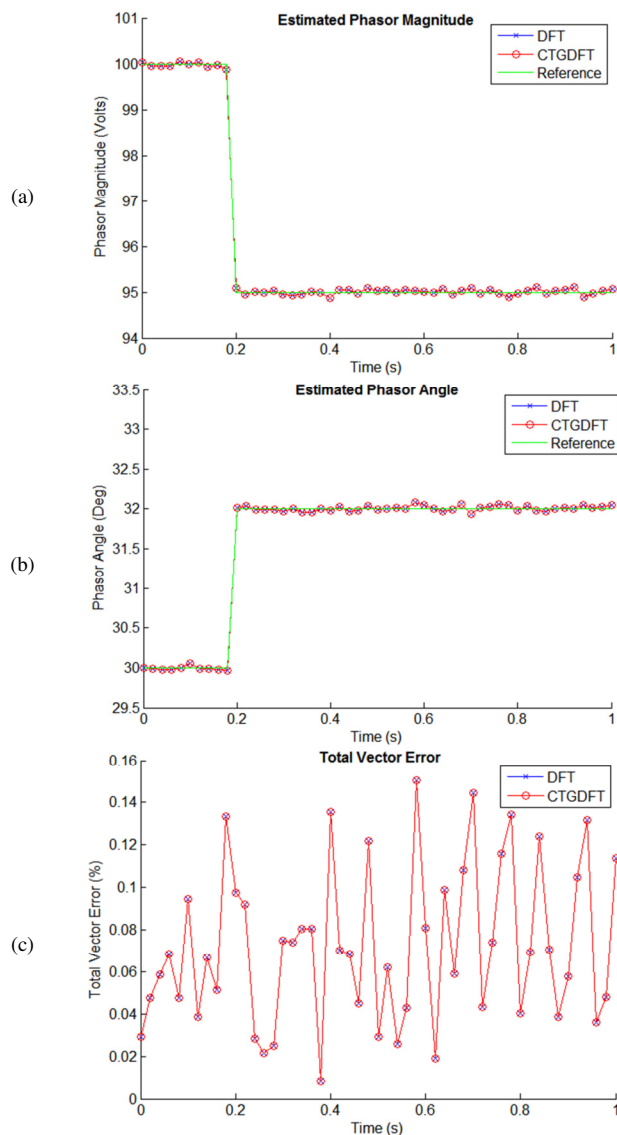 (a)
Estimated Phasor Magnitude
Phasor Magnitude (Volts)
101
100
99
98
97
96
95
94
0
0.2
0.4
0.6
0.8
1
Time (s)
DFT
CTGDFT
Reference
(b)
Estimated Phasor Angle
Phasor Angle (Deg)
33.5
33
32.5
32
31.5
31
30.5
30
29.5
0
0.2
0.4
0.6
0.8
1
Time (s)
DFT
CTGDFT
Reference
(c)
Total Vector Error
Total Vector Error (%)
0.16
0.14
0.12
0.1
0.08
0.06
0.04
0.02
0
0
0.2
0.4
0.6
0.8
1
Time (s)
DFT
CTGDFT